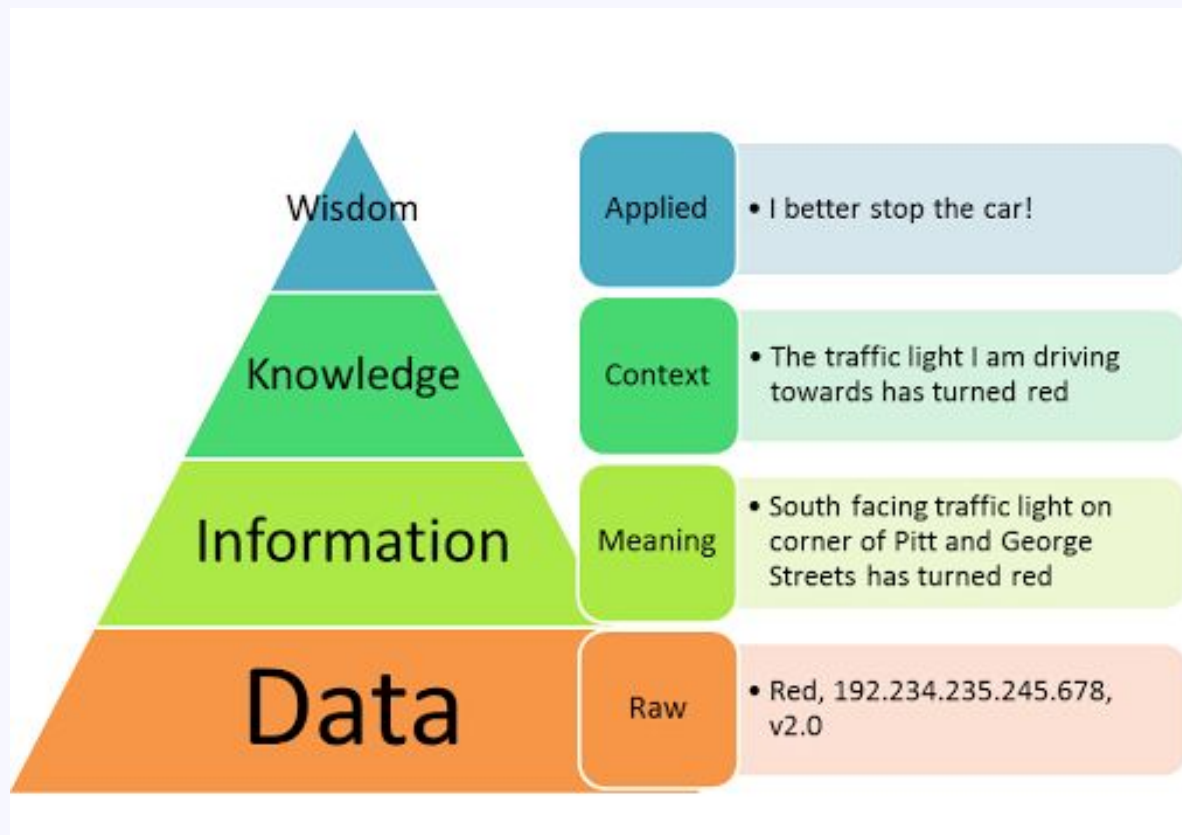 Wisdom
Applied
• I better stop the car!
Knowledge
Context
• The traffic light I am driving
towards has turned red
Information
Meaning
• South facing traffic light on
corner of Pitt and George
Streets has turned red
Data
Raw
• Red, 192.234.235.245.678,
v2.0